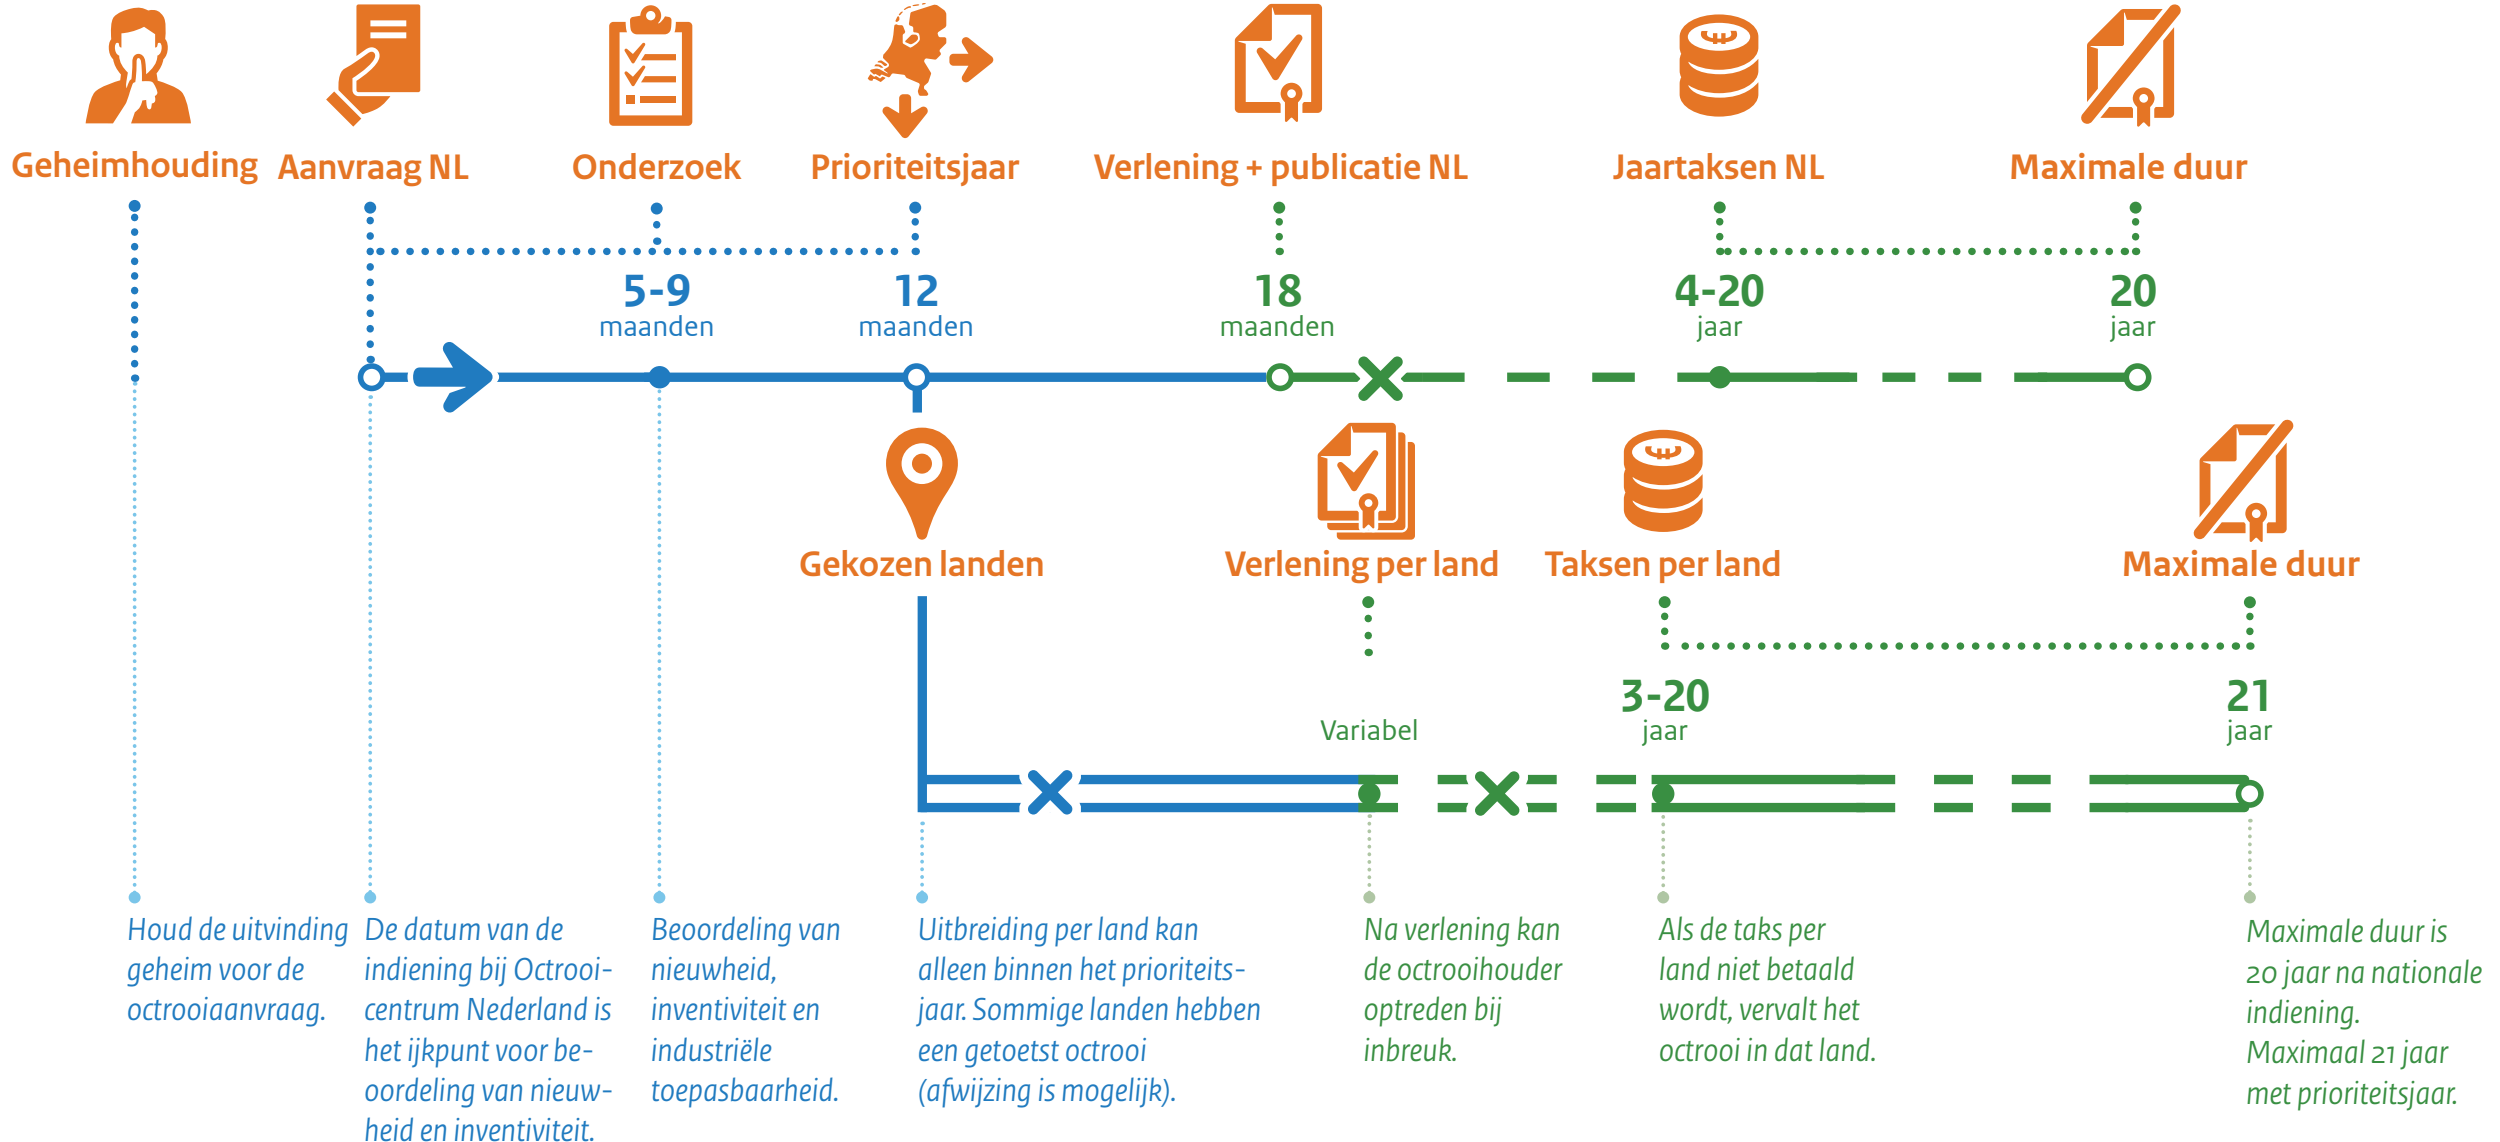 Geheimhouding
Aanvraag NL
Onderzoek
Prioriteitsjaar
Verlening + publicatie NL
Jaartaksen NL
Maximale duur
5-9
maanden
12
maanden
18
maanden
4-20
jaar
20
jaar
Gekozen landen
Verlening per land
Taksen per land
Maximale duur
Variabel
3-20
jaar
21
jaar
Houd de uitvinding
geheim voor de
octrooiaanvraag.
De datum van de
indiening bij Octrooi-
centrum Nederland is
het ijkpunt voor be-
oordeling van nieuw-
heid en inventiviteit.
Beoordeling van
nieuwheid,
inventiviteit en
industriële
toepasbaarheid.
Uitbreiding per land kan
alleen binnen het prioriteits-
jaar. Sommige landen hebben
een getoetst octrooi
(afwijzing is mogelijk).
Na verlening kan
de octrooihouder
optreden bij
inbreuk.
Als de taks per
land niet betaald
wordt, vervalt het
octrooi in dat land.
Maximale duur is
20 jaar na nationale
indiening.
Maximaal 21 jaar
met prioriteitsjaar.